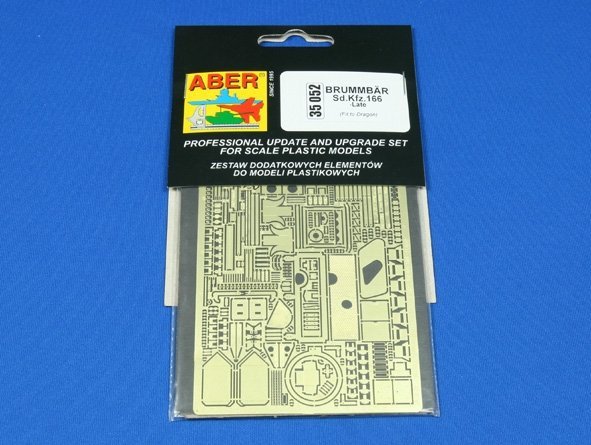 ABER
SINCE 1995
35 052
BRUMMBÄR
Sd.Kfz.166
-Late
(Fit to Dragon)
PROFESSIONAL UPDATE AND UPGRADE SET
FOR SCALE PLASTIC MODELS
ZESTAW DODATKOWYCH ELEMENTÓW
DO MODELI PLASTIKOWYCH